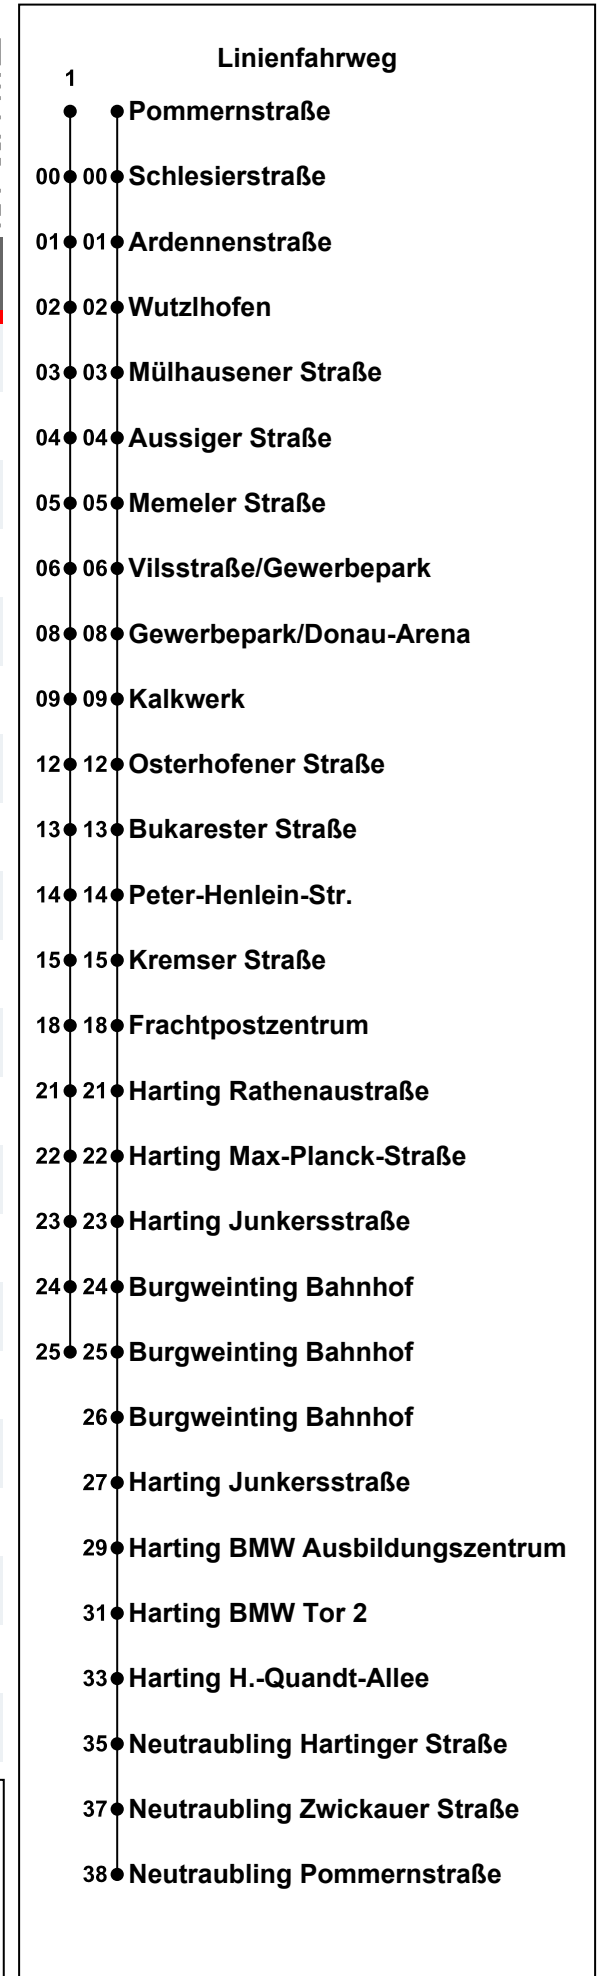 Linienfahrweg
1
Pommernstraße
00 00 Schlesierstraße
01 01 Ardennenstraße
02 02 Wutzlhofen
03 03 Mülhausener Straße
04 04 Aussiger Straße
05 05 Memeler Straße
06 06 Vilsstraße/Gewerbepark
08 08 Gewerbepark/Donau-Arena
09 09 Kalkwerk
12 12 Osterhofener Straße
13 13 Bukarester Straße
14 14 Peter-Henlein-Str.
15 15 Kremser Straße
18 18 Frachtpostzentrum
21 21 Harting Rathenaustraße
22 22 Harting Max-Planck-Straße
23 23 Harting Junkersstraße
24 24 Burgweinting Bahnhof
25 25 Burgweinting Bahnhof
26 Burgweinting Bahnhof
27 Harting Junkersstraße
29 Harting BMW Ausbildungszentrum
31 Harting BMW Tor 2
33 Harting H.-Quandt-Allee
35 Neutraubling Hartinger Straße
37 Neutraubling Zwickauer Straße
38 Neutraubling Pommernstraße